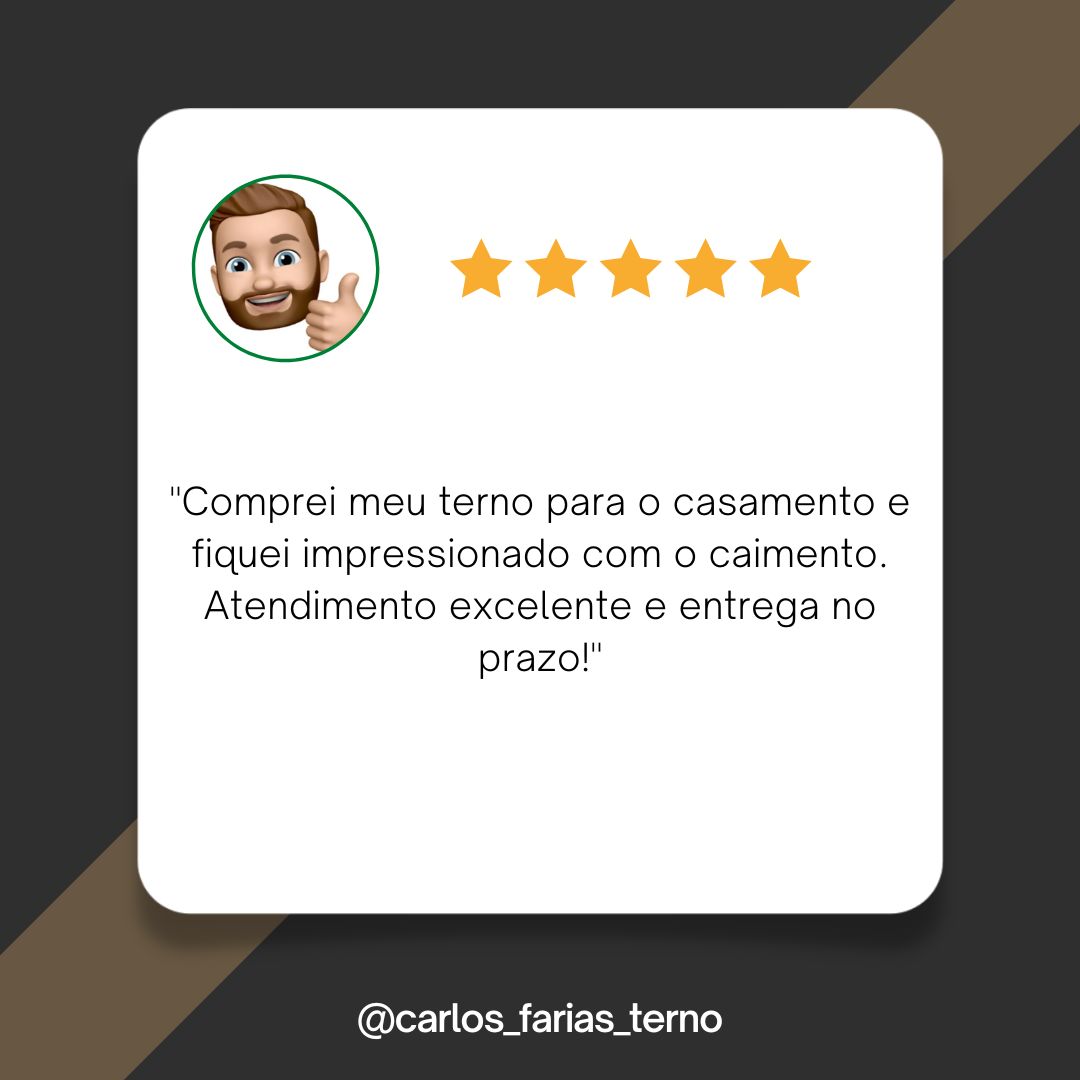 "Comprei meu terno para o casamento e
fiquei impressionado com o caimento.
Atendimento excelente e entrega no
prazo!"
@carlos_farias_terno